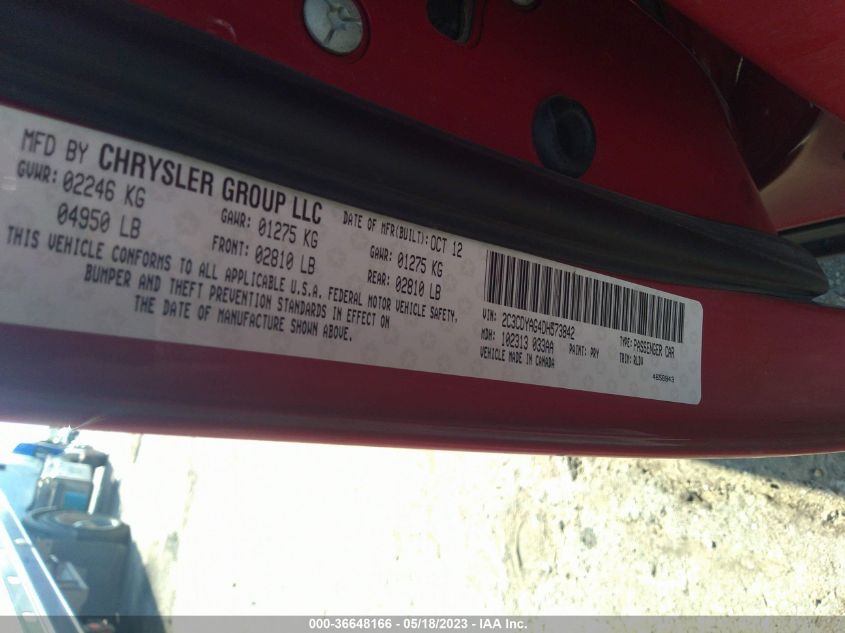 MFD BY CHRYSLER GROUP LLC
DATE OF MFR(BUILT): OCT 12
GVWR: 02246 KG
GAWR: 01275 KG
GAWR: 01275 KG
04950 LB
FRONT: 02810 LB
REAR: 02810 LB
THIS VEHICLE CONFORMS TO ALL APPLICABLE U.S.A. FEDERAL MOTOR VEHICLE SAFETY,
BUMPER AND THEFT PREVENTION STANDARDS IN EFFECT ON
THE DATE OF MANUFACTURE SHOWN ABOVE.
VIN: 2C3CDYAG4DH573842
TYPE: PASSENGER CAR
MDH: 102313 033AA
PAINT: PRY
TRIM:
VEHICLE MADE IN CANADA
000-36648166 - 05/18/2023 - IAA Inc.